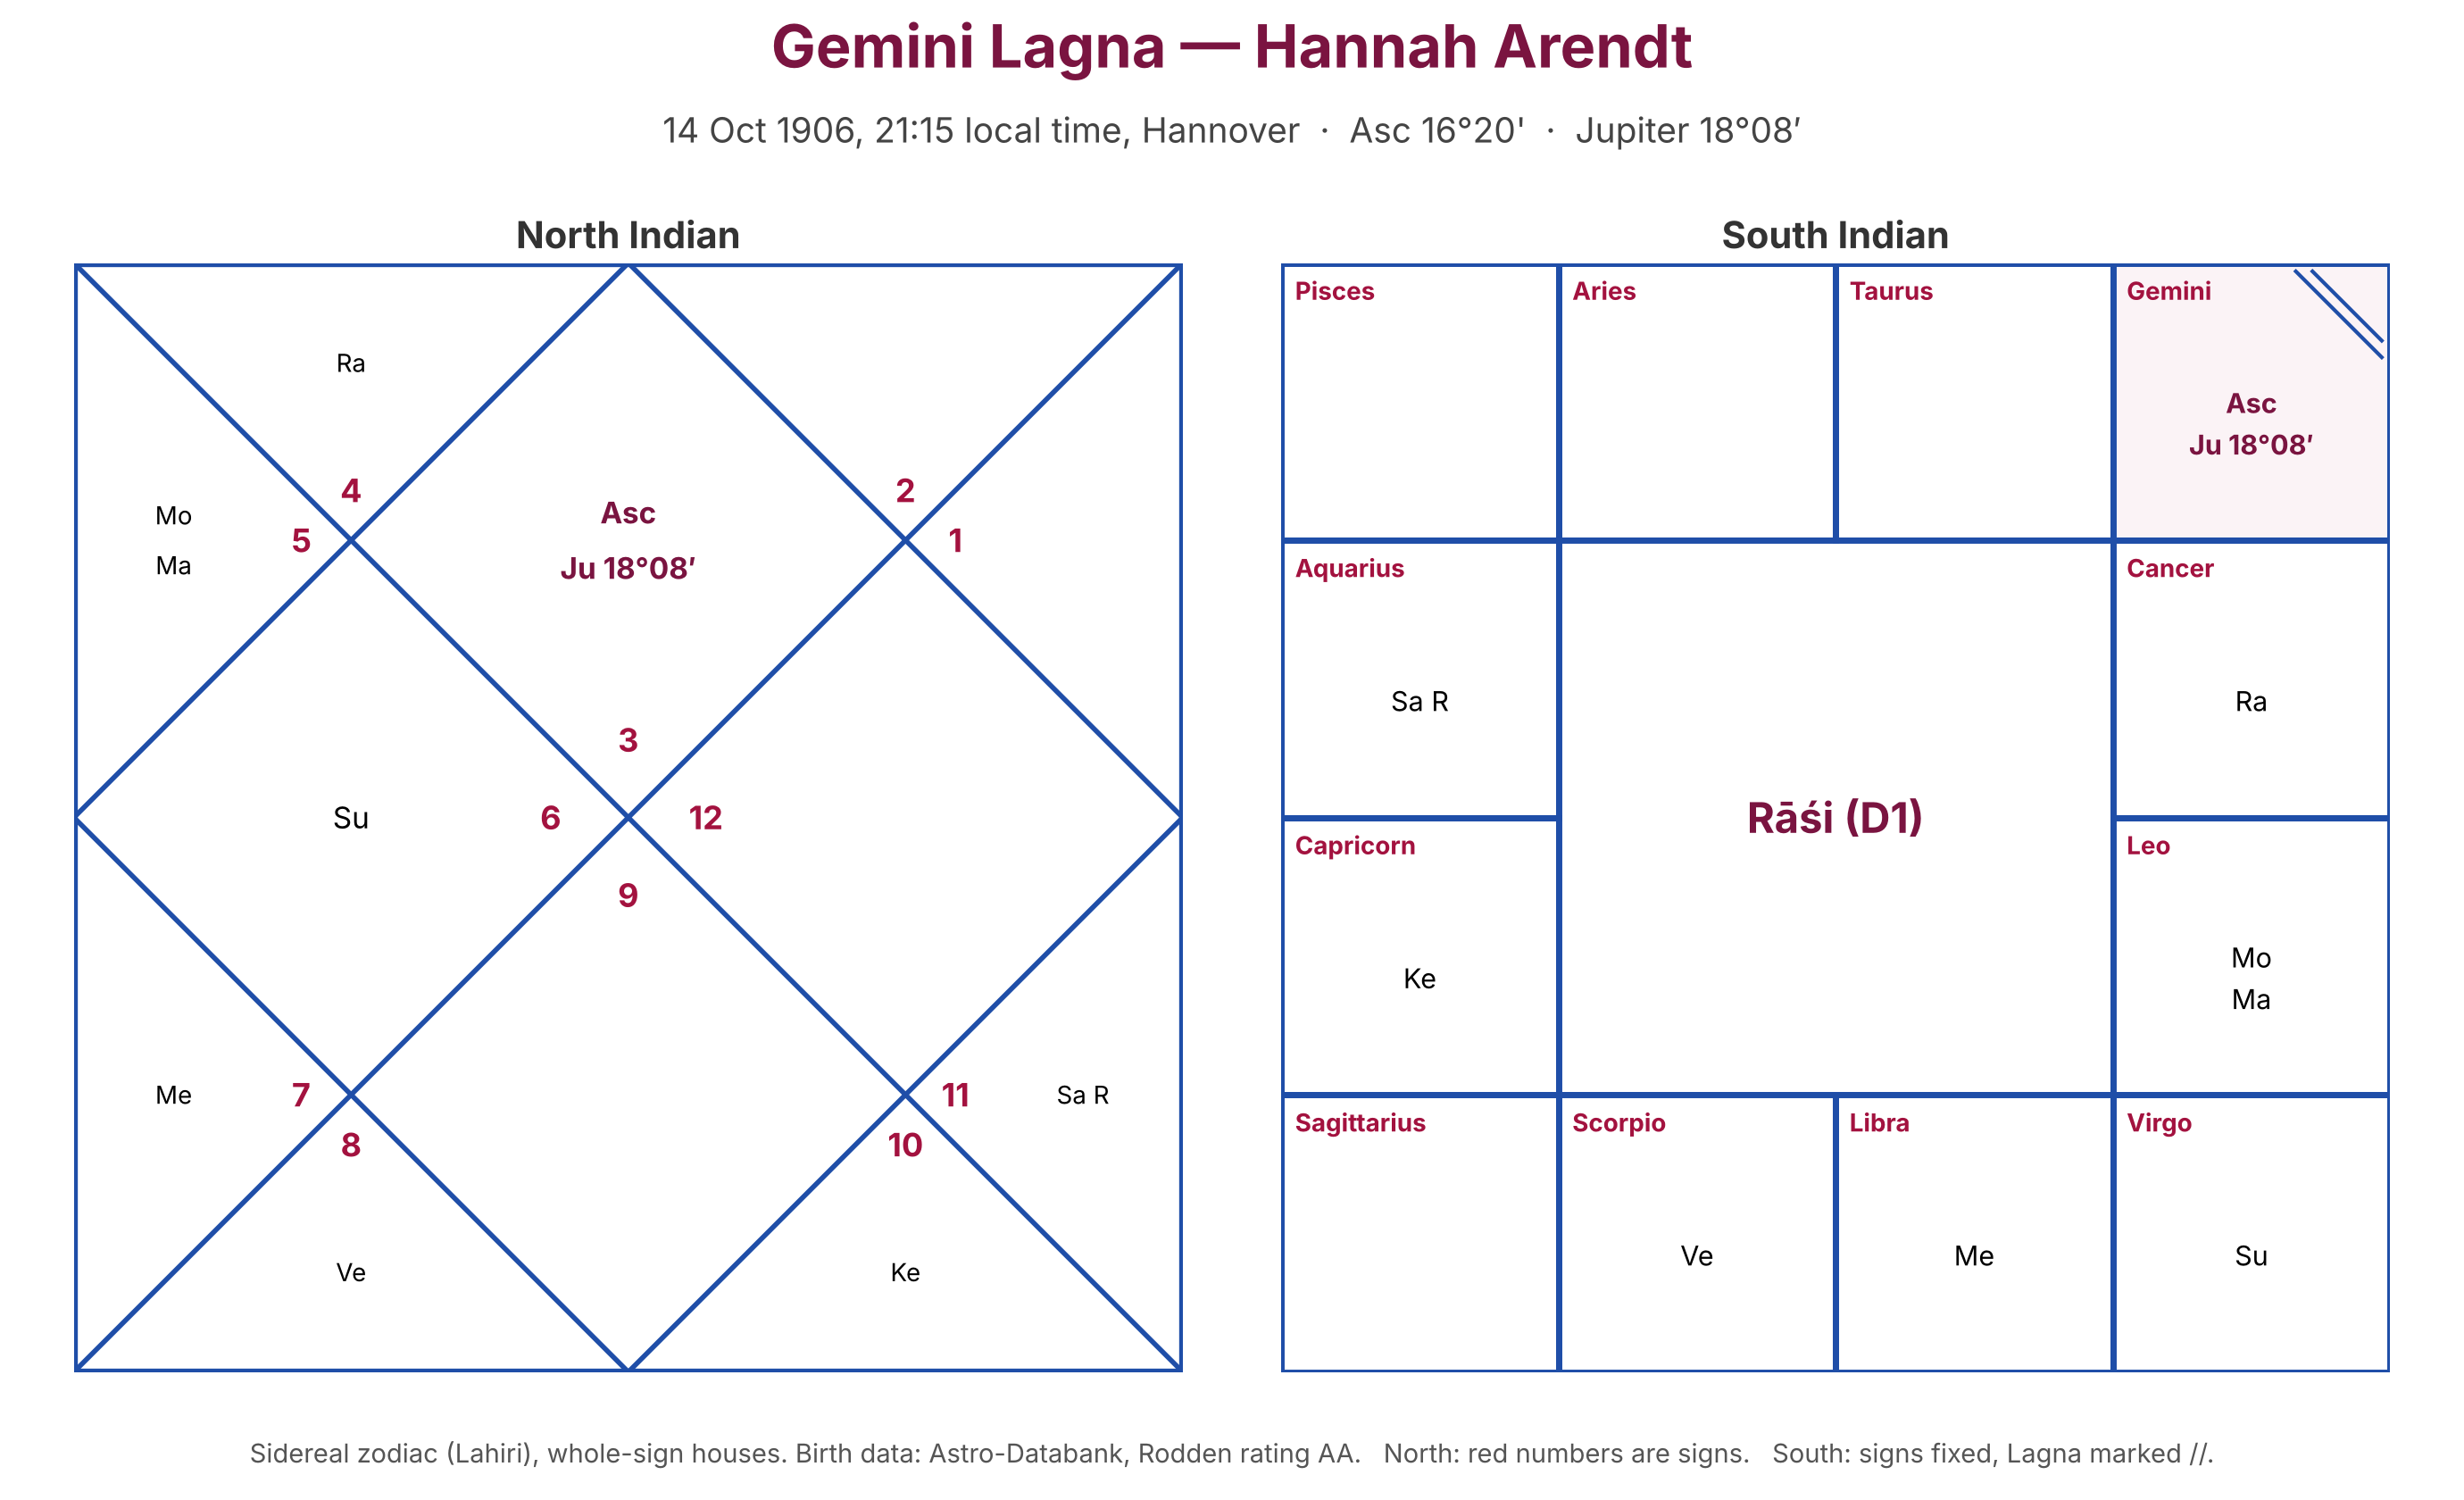 Gemini Lagna — Hannah Arendt
14 Oct 1906, 21:15 local time, Hannover · Asc 16°20' · Jupiter 18°08′
North Indian
Ra
4
2
Mo
Ma
5
Asc
Ju 18°08′
1
3
Su
6
12
9
Me
7
11
Sa R
8
10
Ve
Ke
South Indian
Pisces
Aries
Taurus
Gemini
Asc
Ju 18°08′
Aquarius
Sa R
Cancer
Ra
Rāśi (D1)
Capricorn
Ke
Leo
Mo
Ma
Sagittarius
Scorpio
Ve
Libra
Me
Virgo
Su
Sidereal zodiac (Lahiri), whole-sign houses. Birth data: Astro-Databank, Rodden rating AA. North: red numbers are signs. South: signs fixed, Lagna marked //.